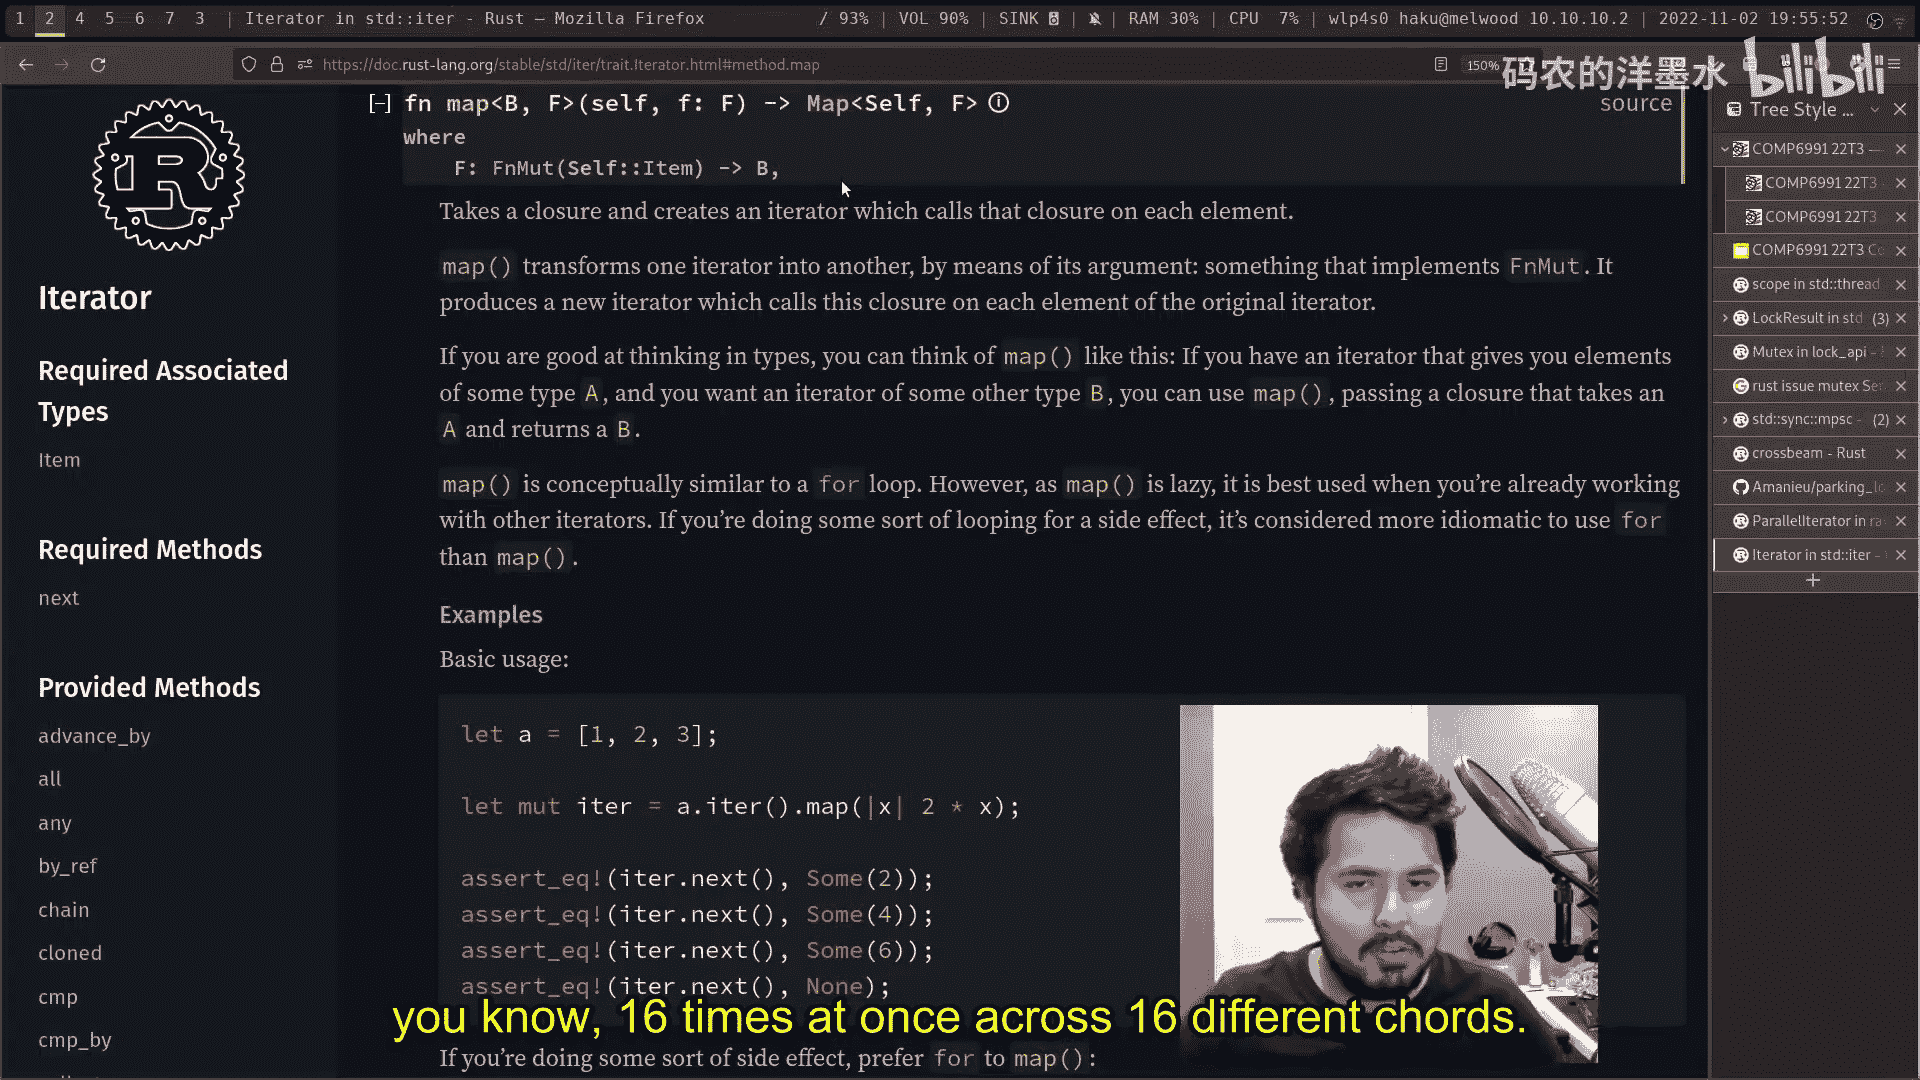 1 2 4 5 6 7 3 | Iterator in std::iter - Rust — Mozilla Firefox
/ 93% | VOL 90% | SINK | RAM 30% | CPU 7% | wlp4s0 haku@melwood 10.10.10.2 | 2022-11-02 19:55:52
https://doc.rust-lang.org/stable/std/iter/trait.Iterator.html#method.map
150%
码农的洋墨水 bilibili
Tree Style ...
COMP6991 22T3 —
COMP6991 22T3
COMP6991 22T3
COMP6991 22T3 Co
scope in std::thread
LockResult in std (3)
Mutex in lock_api -
rust issue mutex Se
std::sync::mpsc - (2)
crossbeam - Rust
Amanieu/parking_lo
ParallelIterator in ra
Iterator in std::iter -
Iterator
Required Associated
Types
Item
Required Methods
next
Provided Methods
advance_by
all
any
by_ref
chain
cloned
cmp
cmp_by
[−] fn map<B, F>(self, f: F) -> Map<Self, F> ⓘ
source
where
F: FnMut(Self::Item) -> B,
Takes a closure and creates an iterator which calls that closure on each element.
map() transforms one iterator into another, by means of its argument: something that implements FnMut. It
produces a new iterator which calls this closure on each element of the original iterator.
If you are good at thinking in types, you can think of map() like this: If you have an iterator that gives you elements
of some type A, and you want an iterator of some other type B, you can use map(), passing a closure that takes an
A and returns a B.
map() is conceptually similar to a for loop. However, as map() is lazy, it is best used when you’re already working
with other iterators. If you’re doing some sort of looping for a side effect, it’s considered more idiomatic to use for
than map().
Examples
Basic usage:
let a = [1, 2, 3];
let mut iter = a.iter().map(|x| 2 * x);
assert_eq!(iter.next(), Some(2));
assert_eq!(iter.next(), Some(4));
assert_eq!(iter.next(), Some(6));
assert_eq!(iter.next(), None);
you know, 16 times at once across 16 different chords.
If you’re doing some sort of side effect, prefer for to map():